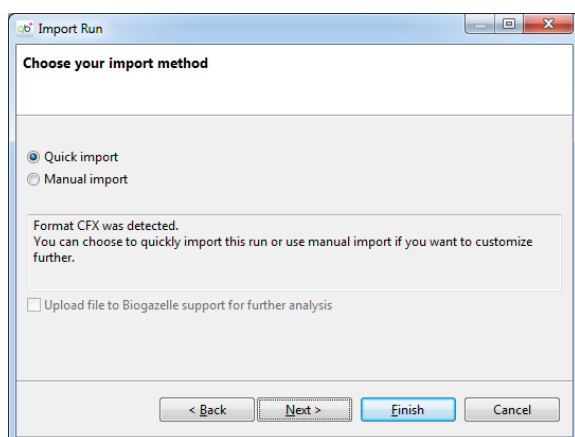 Import Run
Choose your import method
Quick import
Manual import
Format CFX was detected.
You can choose to quickly import this run or use manual import if you want to customize
further.
Upload file to Biogazelle support for further analysis
< Back Next > Finish Cancel